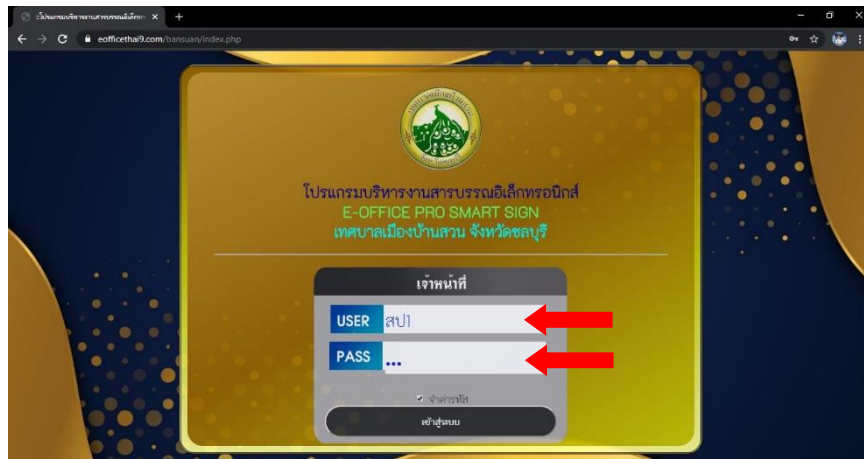 eofficethai9.com/bansuan/index.php
โปรแกรมบริหารงานสารบรรณอิเล็กทรอนิกส์
E-OFFICE PRO SMART SIGN
เทศบาลเมืองบ้านสวน จังหวัดชลบุรี
เจ้าหน้าที่
USER สป1
PASS •••
จำค่ารหัส
เข้าสู่ระบบ